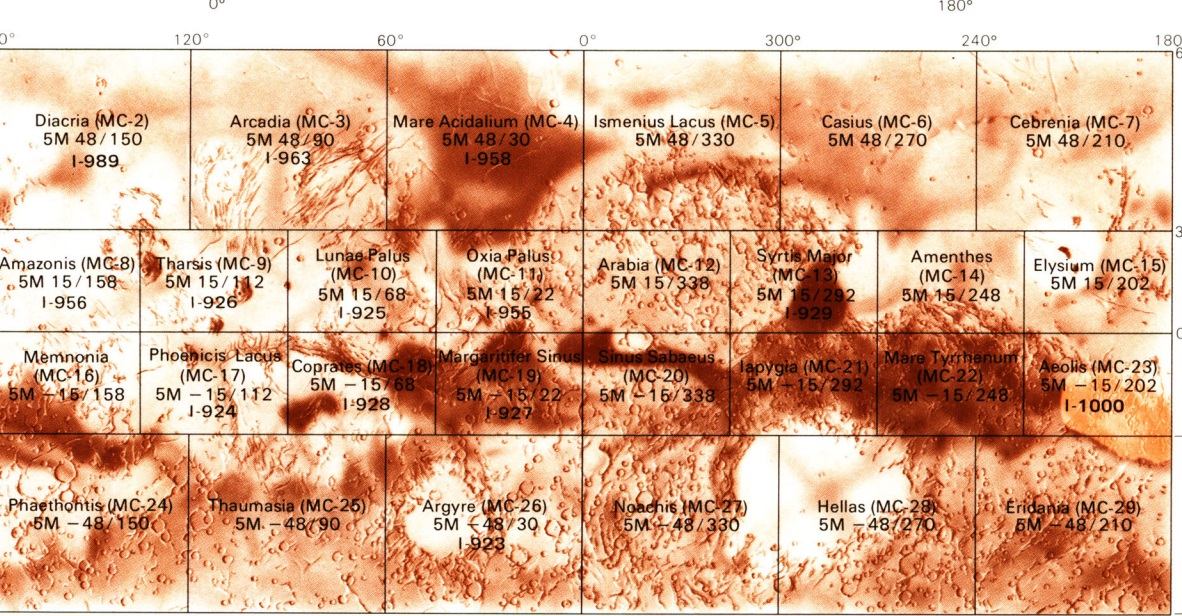 0° 180°
0° 120° 60° 0° 300° 240° 180
Diacria (MC-2)
5M 48/150
I-989
Arcadia (MC-3)
5M 48/90
I-963
Mare Acidalium (MC-4)
5M 48/30
I-958
Ismenius Lacus (MC-5)
5M 48/330
Casius (MC-6)
5M 48/270
Cebrenia (MC-7)
5M 48/210
6
3
Amazonis (MC-8)
5M 15/158
I-956
Tharsis (MC-9)
5M 15/112
I-926
Lunae Palus
(MC-10)
5M 15/68
I-925
Oxia Palus
(MC-11)
5M 15/22
I-955
Arabia (MC-12)
5M 15/338
Syrtis Major
(MC-13)
5M 15/292
I-929
Amenthes
(MC-14)
5M 15/248
Elysium (MC-15)
5M 15/202
0
Memnonia
(MC-16)
5M −15/158
Phoenicis Lacus
(MC-17)
5M −15/112
I-924
Coprates (MC-18)
5M −15/68
I-928
Margaritifer Sinus
(MC-19)
5M −15/22
I-927
Sinus Sabaeus
(MC-20)
5M −15/338
Iapygia (MC-21)
5M −15/292
Mare Tyrrhenum
(MC-22)
5M −15/248
Aeolis (MC-23)
5M −15/202
I-1000
Phaethontis (MC-24)
5M −48/150
Thaumasia (MC-25)
5M −48/90
Argyre (MC-26)
5M −48/30
I-923
Noachis (MC-27)
5M −48/330
Hellas (MC-28)
5M −48/270
Eridania (MC-29)
5M −48/210